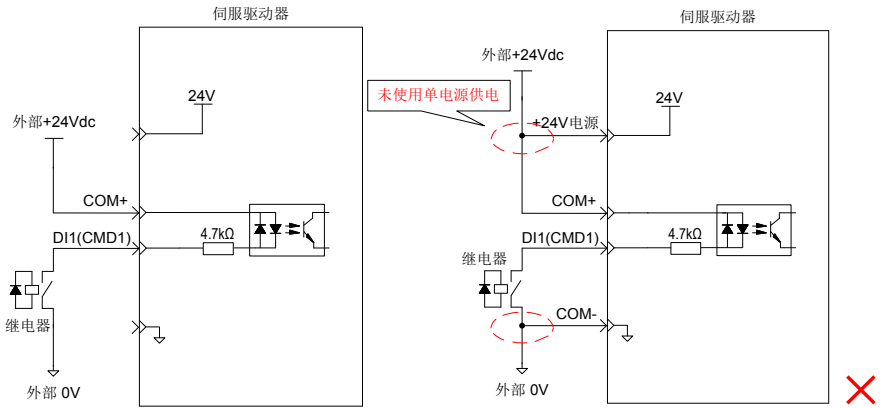 伺服驱动器
24V
外部+24Vdc
COM+
DI1(CMD1)
4.7kΩ
继电器
外部 0V
伺服驱动器
外部+24Vdc
未使用单电源供电
24V
+24V电源
COM+
DI1(CMD1)
4.7kΩ
继电器
COM-
外部 0V